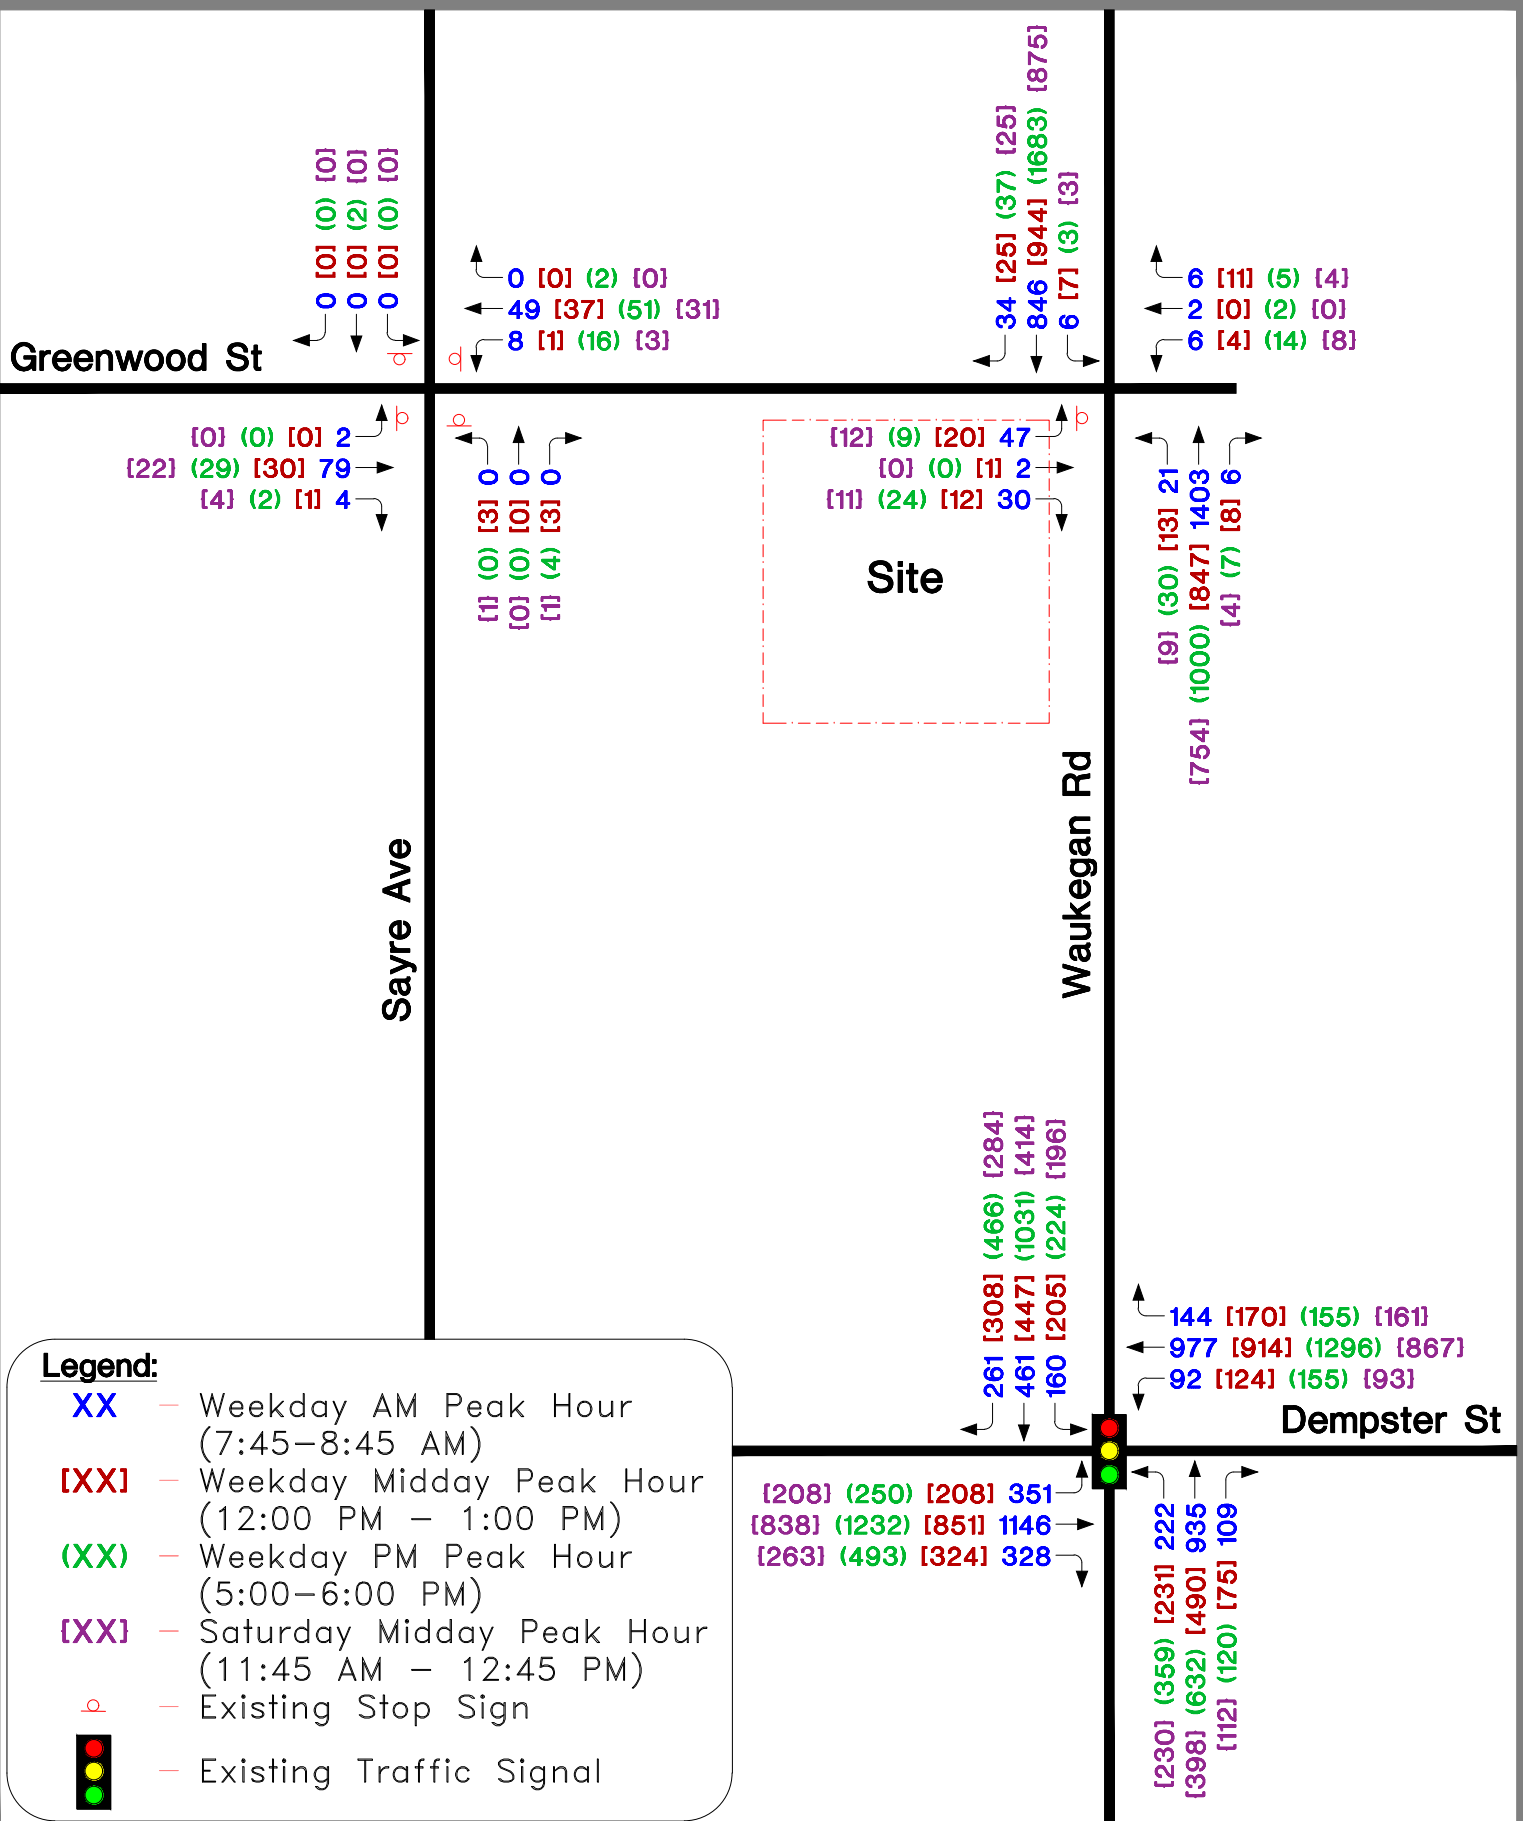 0 [0] (0) {0}
0 [0] (2) {0}
0 [0] (0) {0}
0 [0] (2) {0}
49 [37] (51) {31}
8 [1] (16) {3}
34 [25] (37) {25}
846 [944] (1683) {875}
6 [7] (3) {3}
6 [11] (5) {4}
2 [0] (2) {0}
6 [4] (14) {8}
Greenwood St
{0} (0) [0] 2
{22} (29) [30] 79
{4} (2) [1] 4
{1} (0) [3] 0
{0} (0) [0] 0
{1} (4) [3] 0
{12} (9) [20] 47
{0} (0) [1] 2
{11} (24) [12] 30
{9} (30) [13] 21
{754} (1000) [847] 1403
{4} (7) [8] 6
Site
Sayre Ave
Waukegan Rd
261 [308] (466) {284}
461 [447] (1031) {414}
160 [205] (224) {196}
144 [170] (155) {161}
977 [914] (1296) {867}
92 [124] (155) {93}
Dempster St
{208} (250) [208] 351
{838} (1232) [851] 1146
{263} (493) [324] 328
{230} (359) [231] 222
{398} (632) [490] 935
{112} (120) [75] 109
Legend:
XX – Weekday AM Peak Hour
(7:45–8:45 AM)
[XX] – Weekday Midday Peak Hour
(12:00 PM – 1:00 PM)
(XX) – Weekday PM Peak Hour
(5:00–6:00 PM)
{XX} – Saturday Midday Peak Hour
(11:45 AM – 12:45 PM)
– Existing Stop Sign
– Existing Traffic Signal